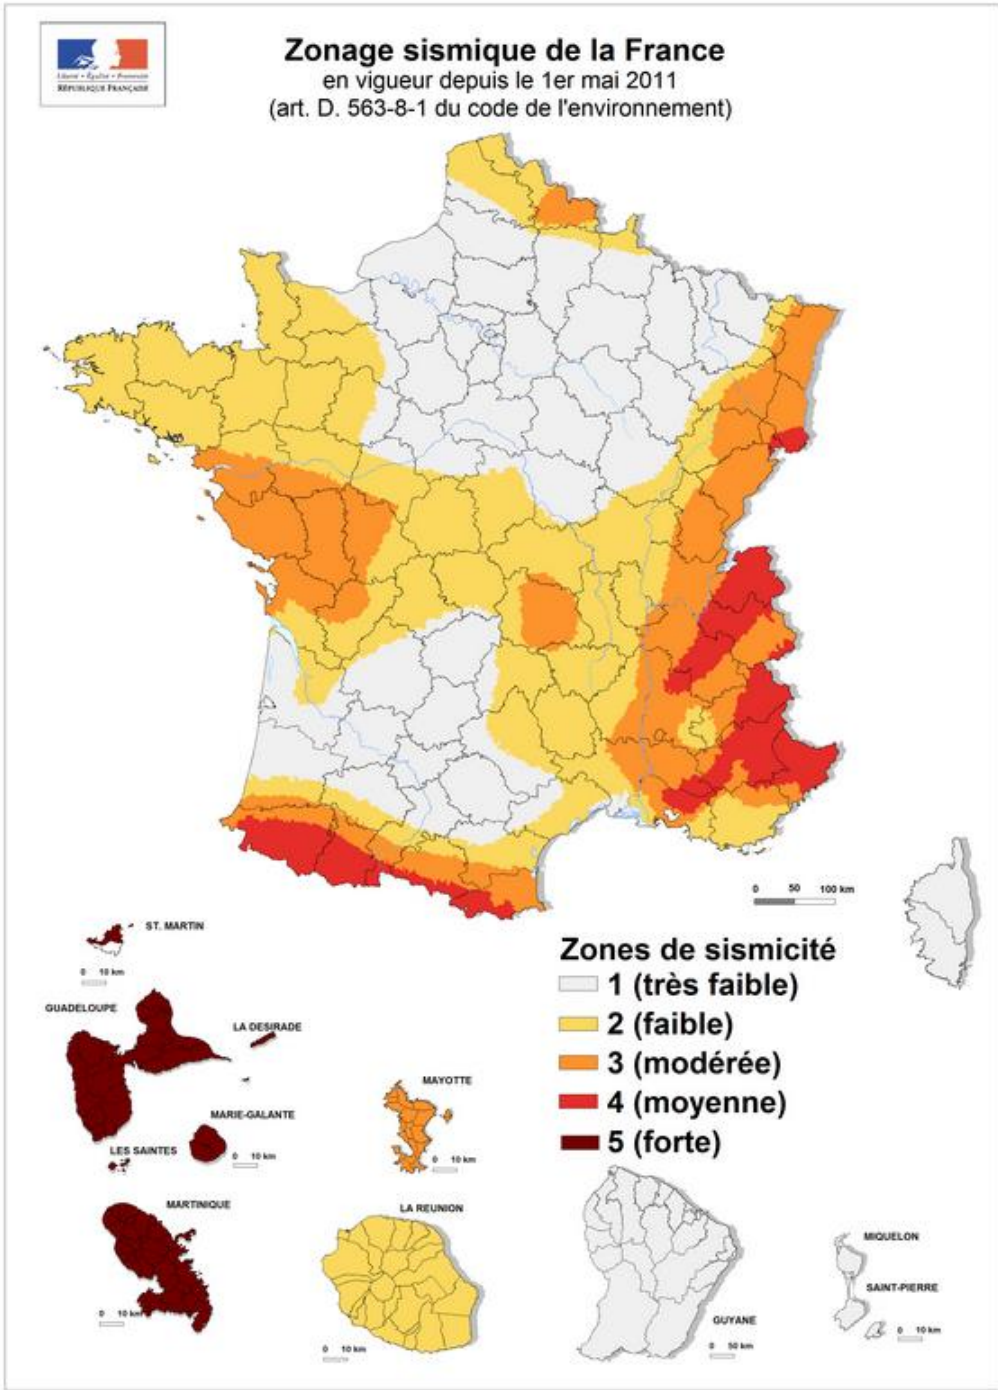 Zonage sismique de la France
en vigueur depuis le 1er mai 2011
(art. D. 563-8-1 du code de l'environnement)
Liberté • Égalité • Fraternité
RÉPUBLIQUE FRANÇAISE
0 50 100 km
ST. MARTIN
0 10 km
GUADELOUPE
LA DESIRADE
MARIE-GALANTE
0 10 km
LES SAINTES
MARTINIQUE
0 10 km
MAYOTTE
0 10 km
LA REUNION
0 10 km
Zones de sismicité
1 (très faible)
2 (faible)
3 (modérée)
4 (moyenne)
5 (forte)
GUYANE
0 50 km
MIQUELON
SAINT-PIERRE
0 10 km